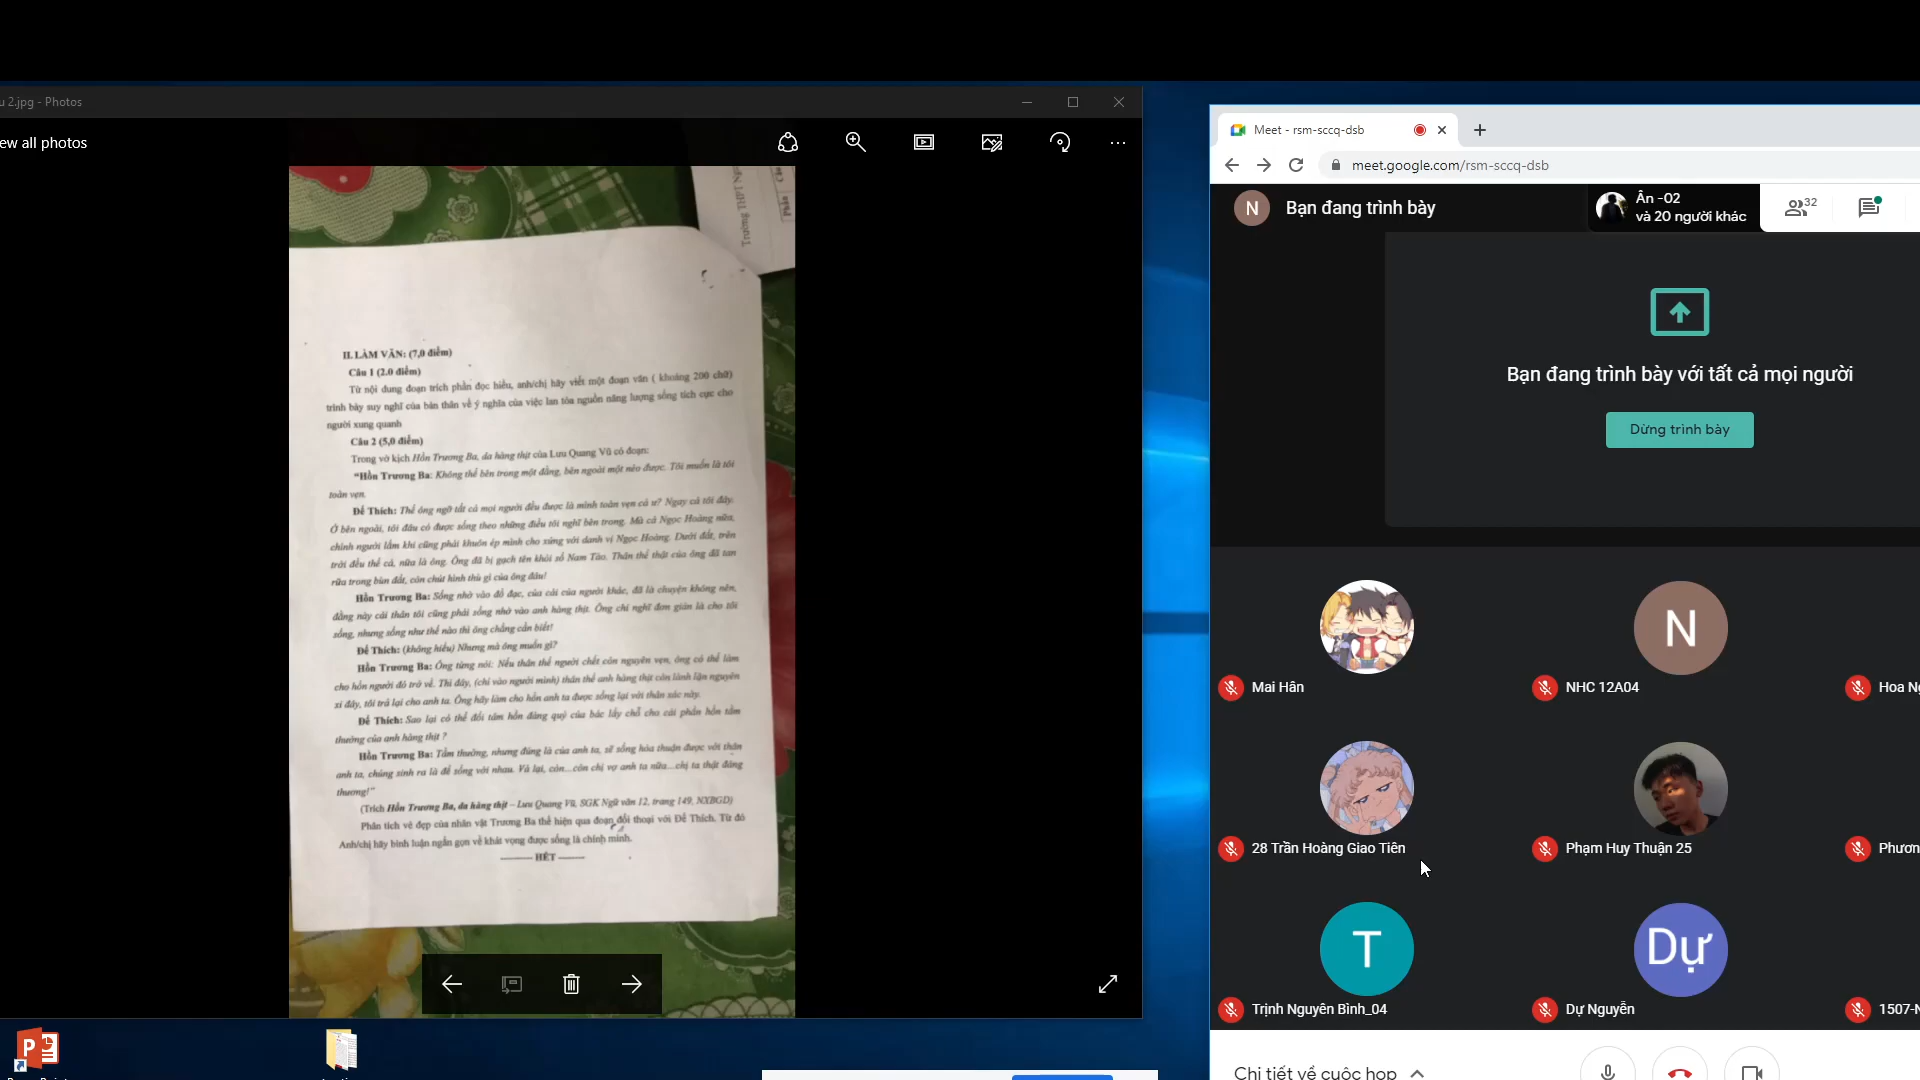 u 2.jpg - Photos
ew all photos
II. LÀM VĂN: (7,0 điểm)
Câu 1 (2.0 điểm)
Từ nội dung đoạn trích phần đọc hiểu, anh/chị hãy viết một đoạn văn ( khoảng 200 chữ)
trình bày suy nghĩ của bản thân về ý nghĩa của việc lan tỏa nguồn năng lượng sống tích cực cho
người xung quanh
Câu 2 (5,0 điểm)
Trong vở kịch Hồn Trương Ba, da hàng thịt của Lưu Quang Vũ có đoạn:
"Hồn Trương Ba: Không thể bên trong một đằng, bên ngoài một nẻo được. Tôi muốn là tôi
toàn vẹn.
Đế Thích: Thế ông ngỡ tất cả mọi người đều được là mình toàn vẹn cả ư? Ngay cả tôi đây.
Ở bên ngoài, tôi đâu có được sống theo những điều tôi nghĩ bên trong. Mà cả Ngọc Hoàng nữa,
chính người lắm khi cũng phải khuôn ép mình cho xứng với danh vị Ngọc Hoàng. Dưới đất, trên
trời đều thế cả, nữa là ông. Ông đã bị gạch tên khỏi sổ Nam Tào. Thân thể thật của ông đã tan
rữa trong bùn đất, còn chút hình thù gì của ông đâu!
Hồn Trương Ba: Sống nhờ vào đồ đạc, của cải của người khác, đã là chuyện không nên,
đằng này cái thân tôi cũng phải sống nhờ vào anh hàng thịt. Ông chỉ nghĩ đơn giản là cho tôi
sống, nhưng sống như thế nào thì ông chẳng cần biết!
Đế Thích: (không hiểu) Nhưng mà ông muốn gì?
Hồn Trương Ba: Ông từng nói: Nếu thân thể người chết còn nguyên vẹn, ông có thể làm
cho hồn người đó trở về. Thì đây, (chỉ vào người mình) thân thể anh hàng thịt còn lành lặn nguyên
xi đây, tôi trả lại cho anh ta. Ông hãy làm cho hồn anh ta được sống lại với thân xác này.
Đế Thích: Sao lại có thể đổi tâm hồn đáng quý của bác lấy chỗ cho cái phần hồn tầm
thường của anh hàng thịt ?
Hồn Trương Ba: Tầm thường, nhưng đúng là của anh ta, sẽ sống hòa thuận được với thân
anh ta, chúng sinh ra là để sống với nhau. Vả lại, còn...còn chị vợ anh ta nữa...chị ta thật đáng
thương!"
(Trích Hồn Trương Ba, da hàng thịt – Lưu Quang Vũ, SGK Ngữ văn 12, trang 149, NXBGD)
Phân tích vẻ đẹp của nhân vật Trương Ba thể hiện qua đoạn đối thoại với Đế Thích. Từ đó
Anh/chị hãy bình luận ngắn gọn về khát vọng được sống là chính mình.
HẾT
Meet - rsm-sccq-dsb
meet.google.com/rsm-sccq-dsb
N
Bạn đang trình bày
Ân -02
và 20 người khác
32
Bạn đang trình bày với tất cả mọi người
Dừng trình bày
N
Mai Hân
NHC 12A04
28 Trần Hoàng Giao Tiên
Phạm Huy Thuận 25
T
Dự
Trịnh Nguyên Bình_04
Dự Nguyễn
Chi tiết về cuộc họp